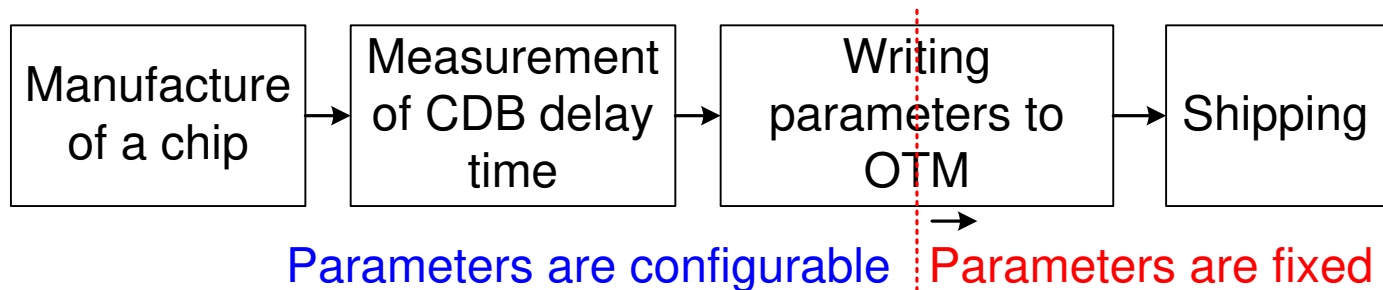 Manufacture
of a chip
Measurement
of CDB delay
time
Writing
parameters to
OTM
Shipping
Parameters are configurable
Parameters are fixed